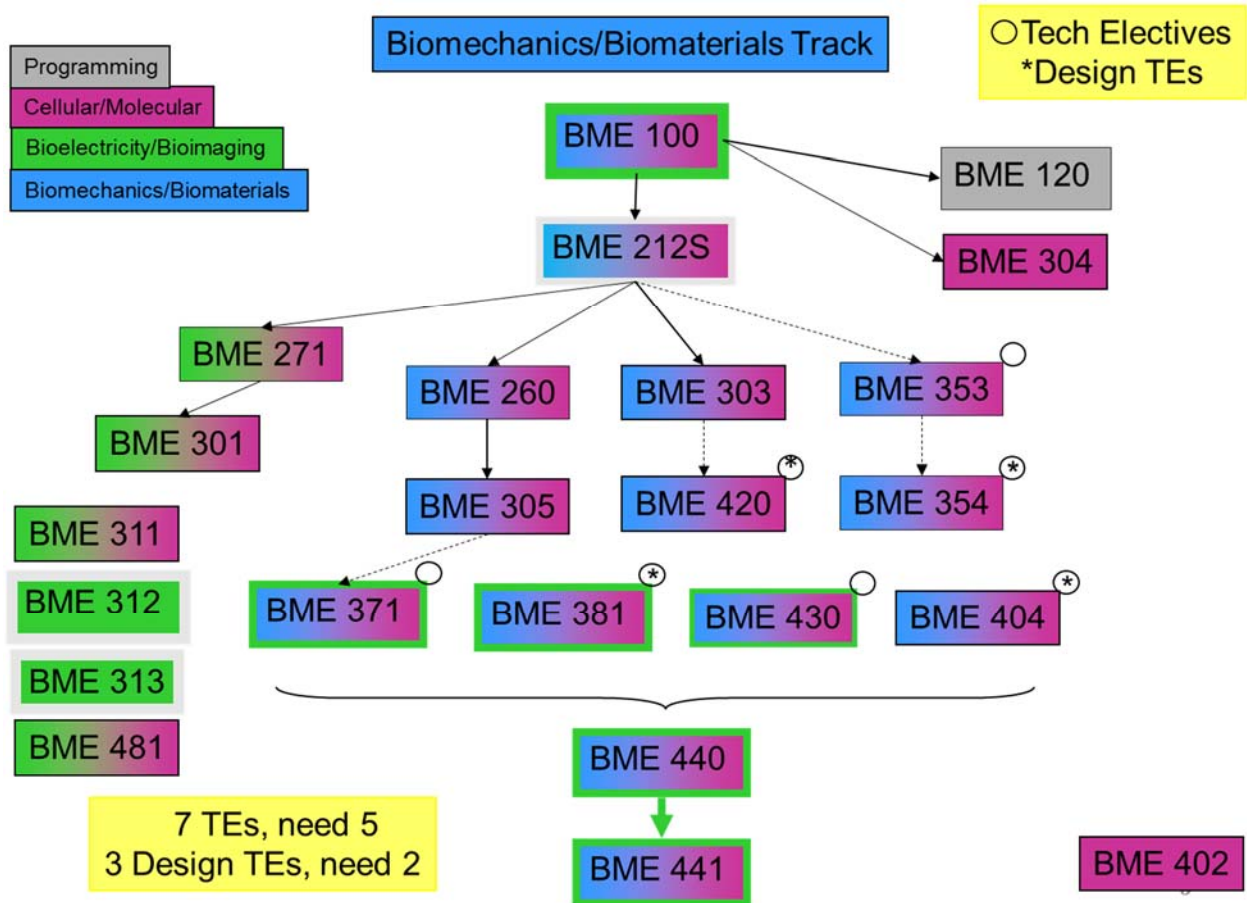 Biomechanics/Biomaterials Track
○Tech Electives
*Design TEs
Programming
Cellular/Molecular
Bioelectricity/Bioimaging
Biomechanics/Biomaterials
BME 100
BME 120
BME 212S
BME 304
BME 271
BME 260
BME 303
BME 353
BME 301
BME 305
BME 420
*
BME 354
*
BME 311
BME 312
BME 371
BME 381
*
BME 430
BME 404
*
BME 313
BME 481
BME 440
7 TEs, need 5
3 Design TEs, need 2
BME 441
BME 402